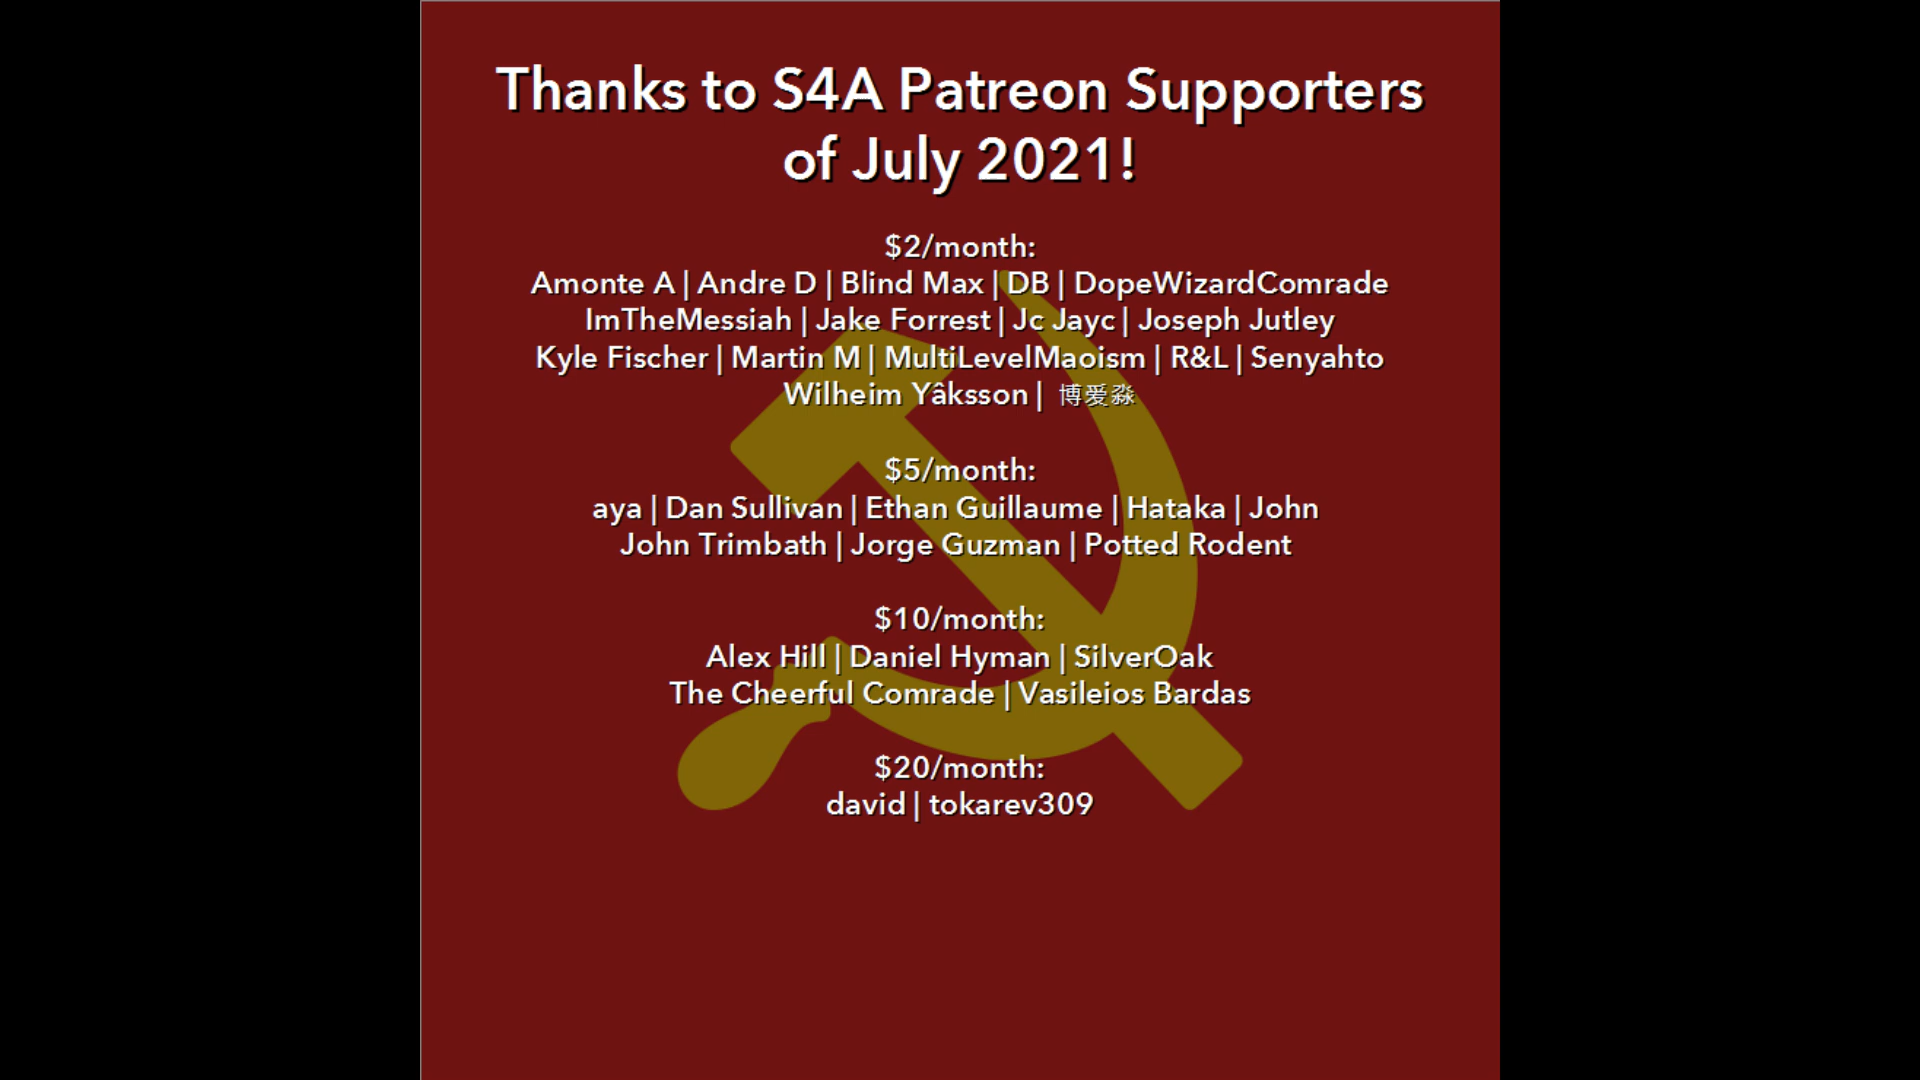 Thanks to S4A Patreon Supporters
of July 2021!
$2/month:
Amonte A | Andre D | Blind Max | DB | DopeWizardComrade
ImTheMessiah | Jake Forrest | Jc Jayc | Joseph Jutley
Kyle Fischer | Martin M | MultiLevelMaoism | R&L | Senyahto
Wilheim Yâksson | 博爱淼
$5/month:
aya | Dan Sullivan | Ethan Guillaume | Hataka | John
John Trimbath | Jorge Guzman | Potted Rodent
$10/month:
Alex Hill | Daniel Hyman | SilverOak
The Cheerful Comrade | Vasileios Bardas
$20/month:
david | tokarev309